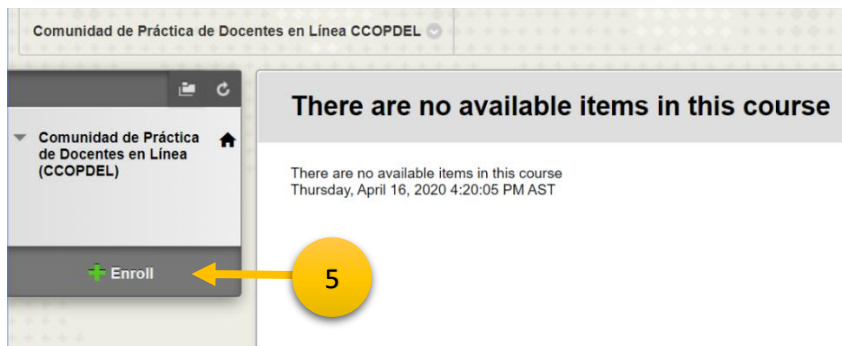 Comunidad de Práctica de Docentes en Línea CCOPDEL
There are no available items in this course
Comunidad de Práctica
de Docentes en Línea
(CCOPDEL)
There are no available items in this course
Thursday, April 16, 2020 4:20:05 PM AST
Enroll
5